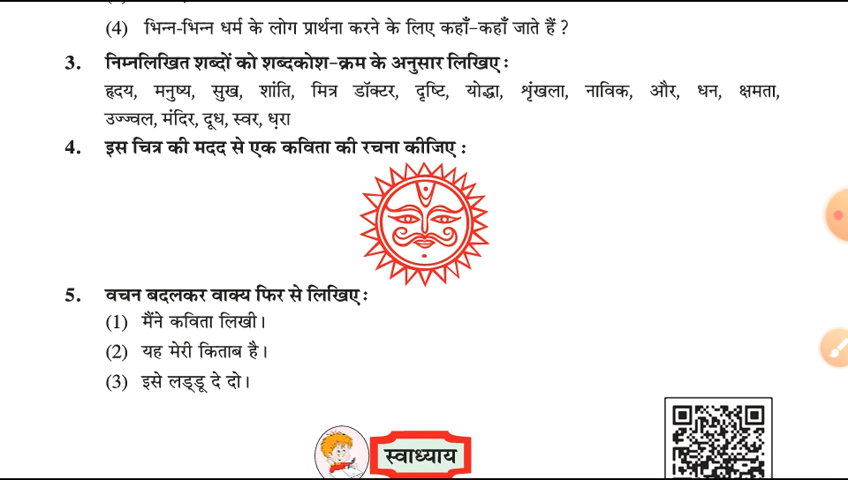 (4) भिन्न-भिन्न धर्म के लोग प्रार्थना करने के लिए कहाँ-कहाँ जाते हैं ?
3. निम्नलिखित शब्दों को शब्दकोश-क्रम के अनुसार लिखिए :
हृदय, मनुष्य, सुख, शांति, मित्र डॉक्टर, दृष्टि, योद्धा, शृंखला, नाविक, और, धन, क्षमता,
उज्ज्वल, मंदिर, दूध, स्वर, धरा
4. इस चित्र की मदद से एक कविता की रचना कीजिए :
5. वचन बदलकर वाक्य फिर से लिखिए :
(1) मैंने कविता लिखी।
(2) यह मेरी किताब है।
(3) इसे लड्डू दे दो।
स्वाध्याय